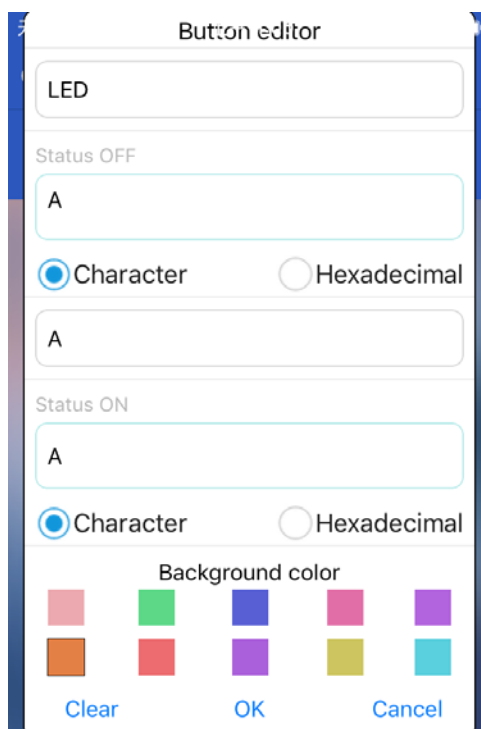 Button editor
LED
Status OFF
A
Character Hexadecimal
A
Status ON
A
Character Hexadecimal
Background color
Clear OK Cancel